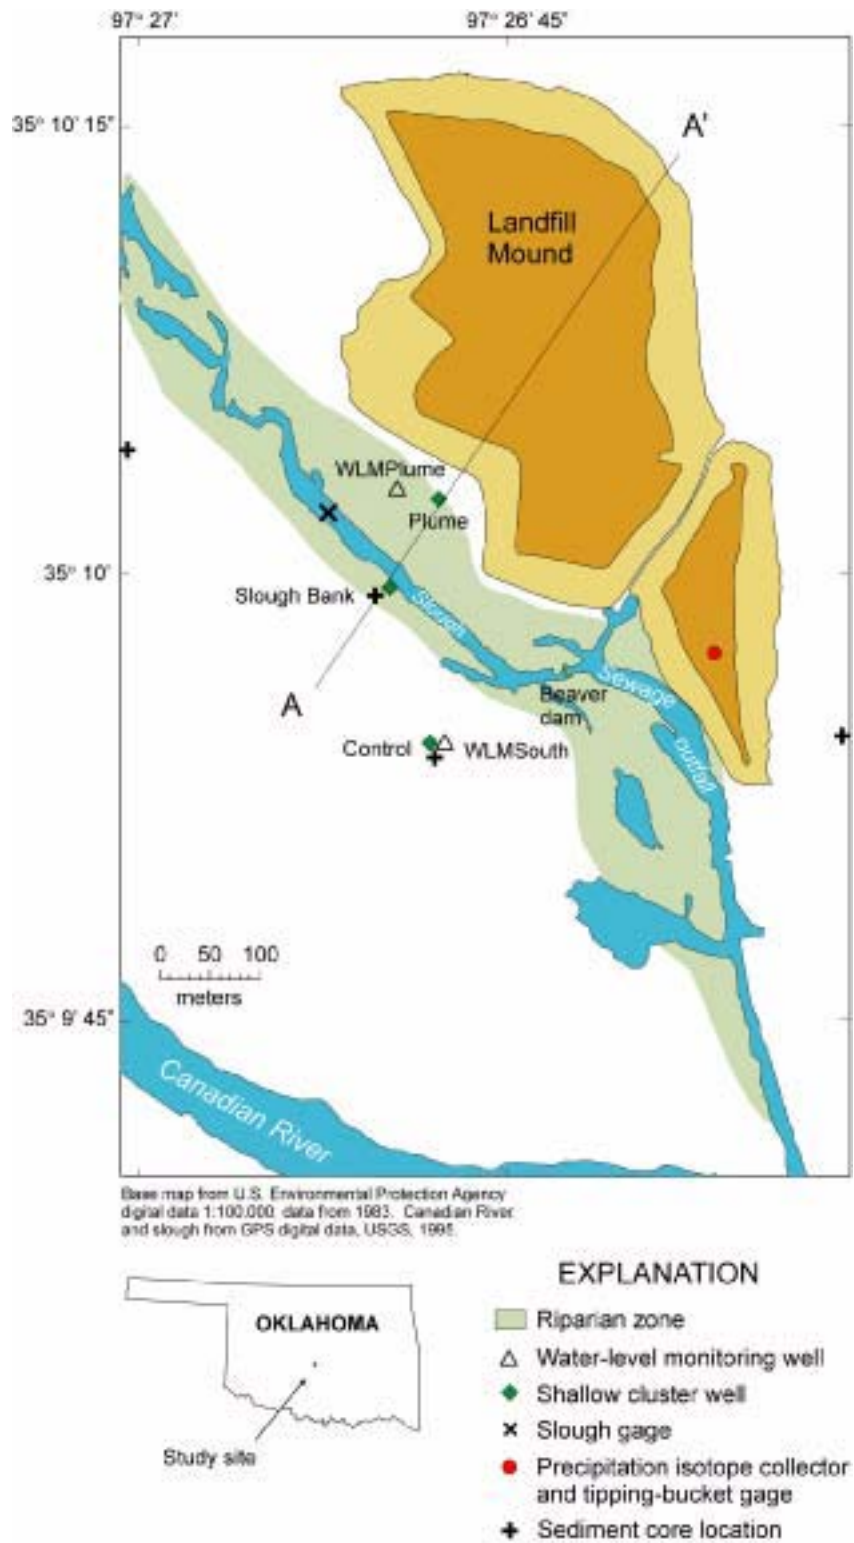 97° 27'
97° 26' 45"
35° 10' 15"
A'
Landfill
Mound
WLMPlume
Plume
35° 10'
Slough Bank
Slough
Sewage
outfall
Beaver
dam
A
Control
WLMSouth
0 50 100
meters
35° 9' 45"
Canadian River
Base map from U.S. Environmental Protection Agency
digital data 1:100,000; data from 1983. Canadian River
and slough from GPS digital data, USGS, 1995.
OKLAHOMA
Study site
EXPLANATION
Riparian zone
Water-level monitoring well
Shallow cluster well
Slough gage
Precipitation isotope collector
and tipping-bucket gage
Sediment core location